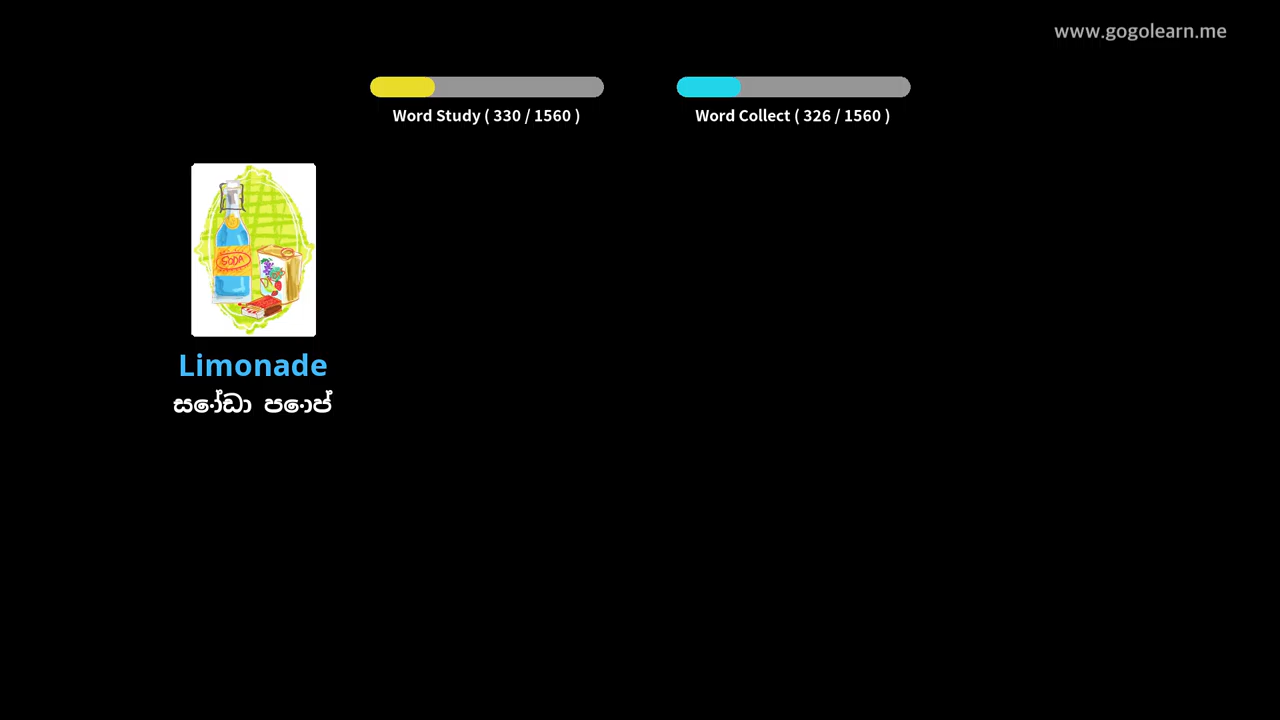 www.gogolearn.me
Word Study ( 330 / 1560 )
Word Collect ( 326 / 1560 )
SODA
Limonade
සෝඩා පොප්